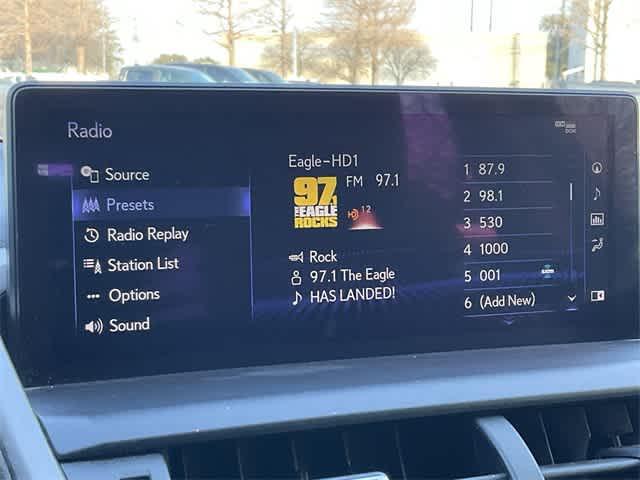 Radio
Source
Presets
Radio Replay
Station List
Options
Sound
Eagle-HD1
97.1
THE EAGLE
ROCKS
FM 97.1
12
Rock
97.1 The Eagle
HAS LANDED!
1 87.9
2 98.1
3 530
4 1000
5 001
6 (Add New)